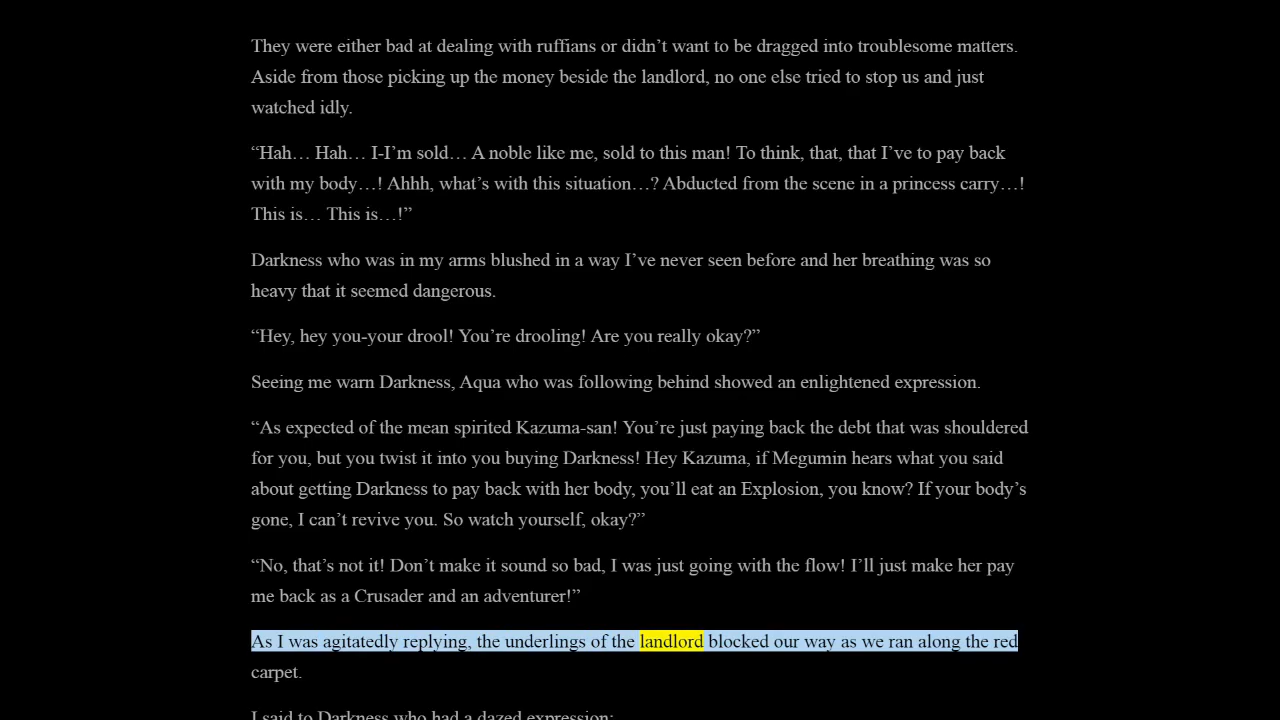 They were either bad at dealing with ruffians or didn’t want to be dragged into troublesome matters.
Aside from those picking up the money beside the landlord, no one else tried to stop us and just
watched idly.
“Hah… Hah… I-I’m sold… A noble like me, sold to this man! To think, that, that I’ve to pay back
with my body…! Ahhh, what’s with this situation…? Abducted from the scene in a princess carry…!
This is… This is…!”
Darkness who was in my arms blushed in a way I’ve never seen before and her breathing was so
heavy that it seemed dangerous.
“Hey, hey you-your drool! You’re drooling! Are you really okay?”
Seeing me warn Darkness, Aqua who was following behind showed an enlightened expression.
“As expected of the mean spirited Kazuma-san! You’re just paying back the debt that was shouldered
for you, but you twist it into you buying Darkness! Hey Kazuma, if Megumin hears what you said
about getting Darkness to pay back with her body, you’ll eat an Explosion, you know? If your body’s
gone, I can’t revive you. So watch yourself, okay?”
“No, that’s not it! Don’t make it sound so bad, I was just going with the flow! I’ll just make her pay
me back as a Crusader and an adventurer!”
As I was agitatedly replying, the underlings of the landlord blocked our way as we ran along the red
carpet.
I said to Darkness who had a dazed expression: